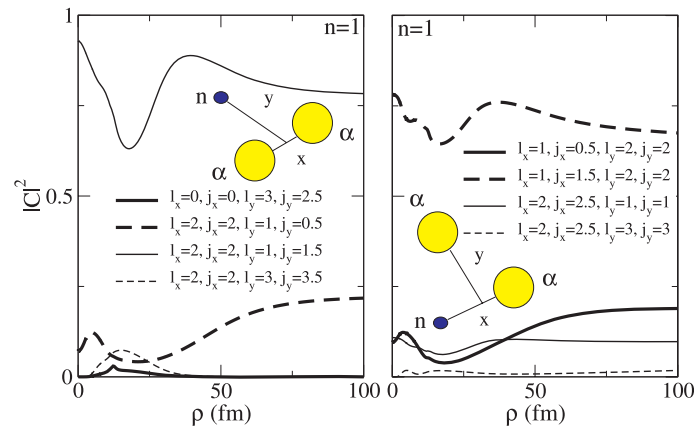 1
n=1
n=1
y
n
α
x
α
l_x=0, j_x=0, l_y=3, j_y=2.5
l_x=2, j_x=2, l_y=1, j_y=0.5
l_x=2, j_x=2, l_y=1, j_y=1.5
l_x=2, j_x=2, l_y=3, j_y=3.5
|C|^2
0.5
0
0
50
100
ρ (fm)
l_x=1, j_x=0.5, l_y=2, j_y=2
l_x=1, j_x=1.5, l_y=2, j_y=2
l_x=2, j_x=2.5, l_y=1, j_y=1
l_x=2, j_x=2.5, l_y=3, j_y=3
α
y
α
n
x
0
50
100
ρ (fm)